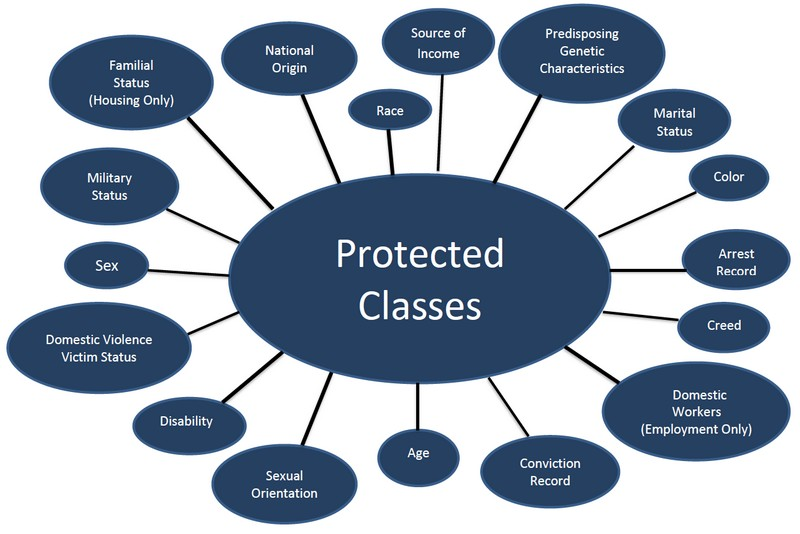 Protected
Classes
Familial
Status
(Housing Only)
National
Origin
Source of
Income
Race
Predisposing
Genetic
Characteristics
Marital
Status
Color
Arrest
Record
Creed
Domestic
Workers
(Employment Only)
Conviction
Record
Age
Sexual
Orientation
Disability
Domestic Violence
Victim Status
Sex
Military
Status